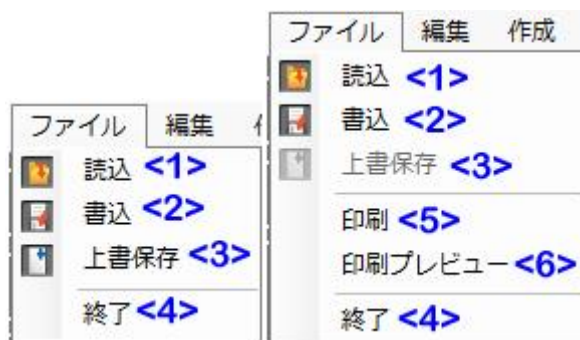 ファイル 編集
読込 <1>
書込 <2>
上書保存 <3>
終了 <4>
ファイル 編集 作成
読込 <1>
書込 <2>
上書保存 <3>
印刷 <5>
印刷プレビュー <6>
終了 <4>